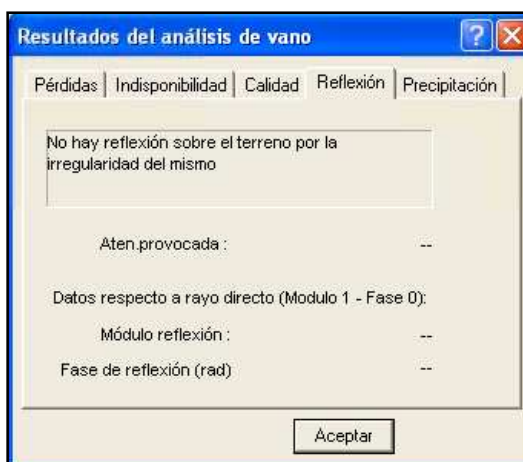 Resultados del análisis de vano
Pérdidas Indisponibilidad Calidad Reflexión Precipitación
No hay reflexión sobre el terreno por la
irregularidad del mismo
Aten.provocada : --
Datos respecto a rayo directo (Modulo 1 - Fase 0):
Módulo reflexión : --
Fase de reflexión (rad) --
Aceptar